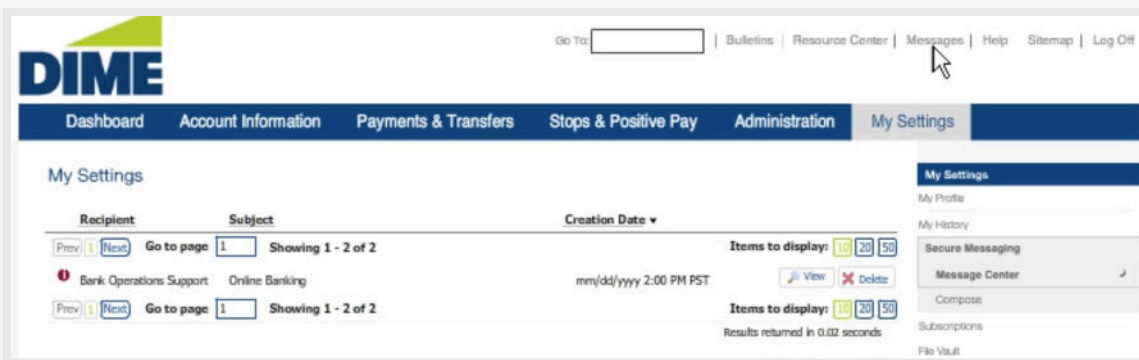 Go To: | Bulletins | Resource Center | Messages | Help Sitemap | Log Off
DIME
Dashboard Account Information Payments & Transfers Stops & Positive Pay Administration My Settings
My Settings
Recipient Subject Creation Date
Prev 1 Next Go to page 1 Showing 1 - 2 of 2 Items to display: 10 20 50
Bank Operations Support Online Banking mm/dd/yyyy 2:00 PM PST View Delete
Prev 1 Next Go to page 1 Showing 1 - 2 of 2 Items to display: 10 20 50
Results returned in 0.02 seconds
My Settings
My Profile
My History
Secure Messaging
Message Center
Compose
Subscriptions
File Vault